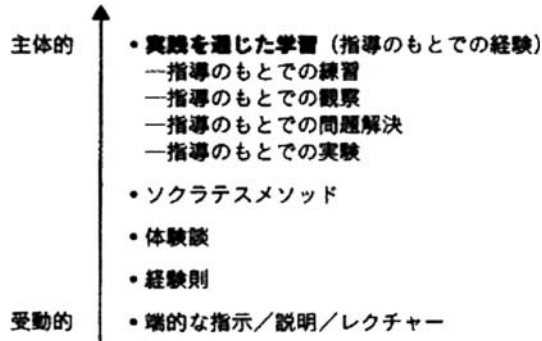 主体的
• 実践を通じた学習(指導のもとでの経験)
—指導のもとでの練習
—指導のもとでの観察
—指導のもとでの問題解決
—指導のもとでの実験
• ソクラテスメソッド
• 体験談
• 経験則
受動的
• 端的な指示/説明/レクチャー